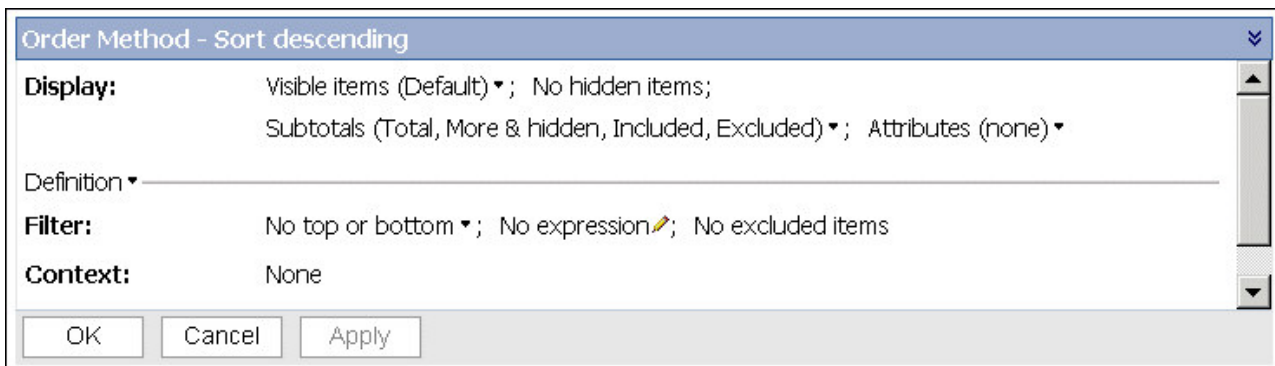 Order Method - Sort descending
Display: Visible items (Default) ; No hidden items;
Subtotals (Total, More & hidden, Included, Excluded) ; Attributes (none)
Definition
Filter: No top or bottom ; No expression ; No excluded items
Context: None
OK Cancel Apply